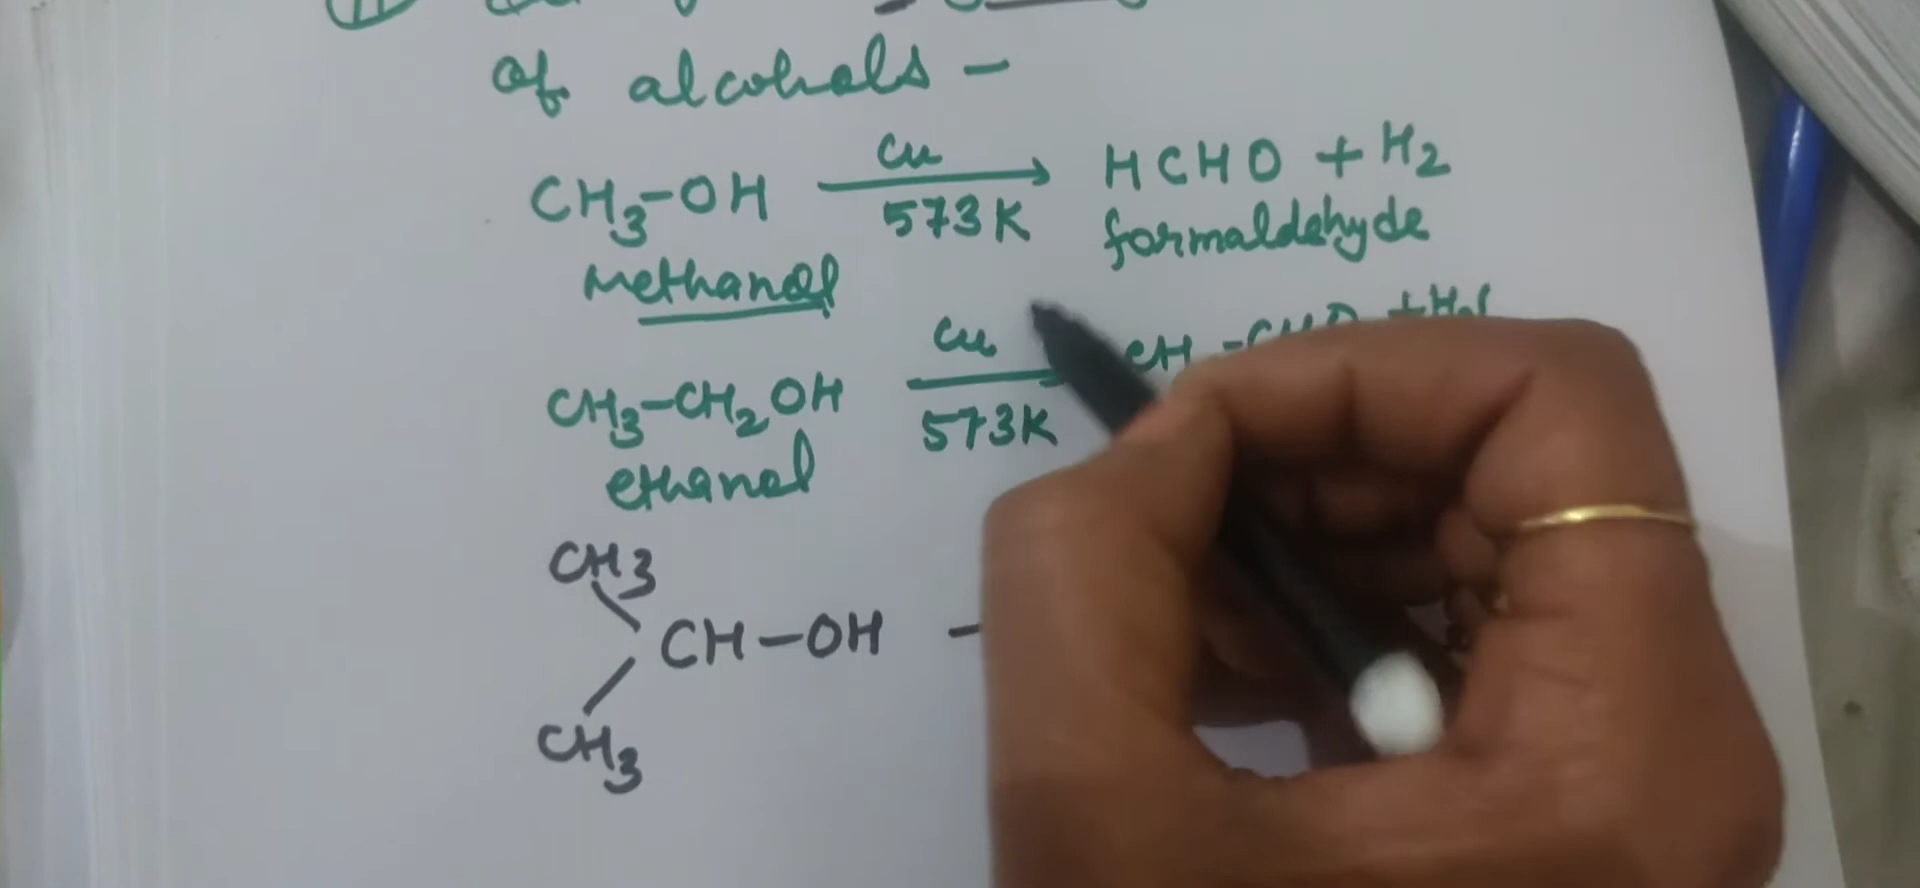 of alcohols –
CH3–OH Cu 573K → HCHO + H2
Methanol formaldehyde
CH3–CH2OH Cu 573K
ethanol
CH3
CH–OH –
CH3